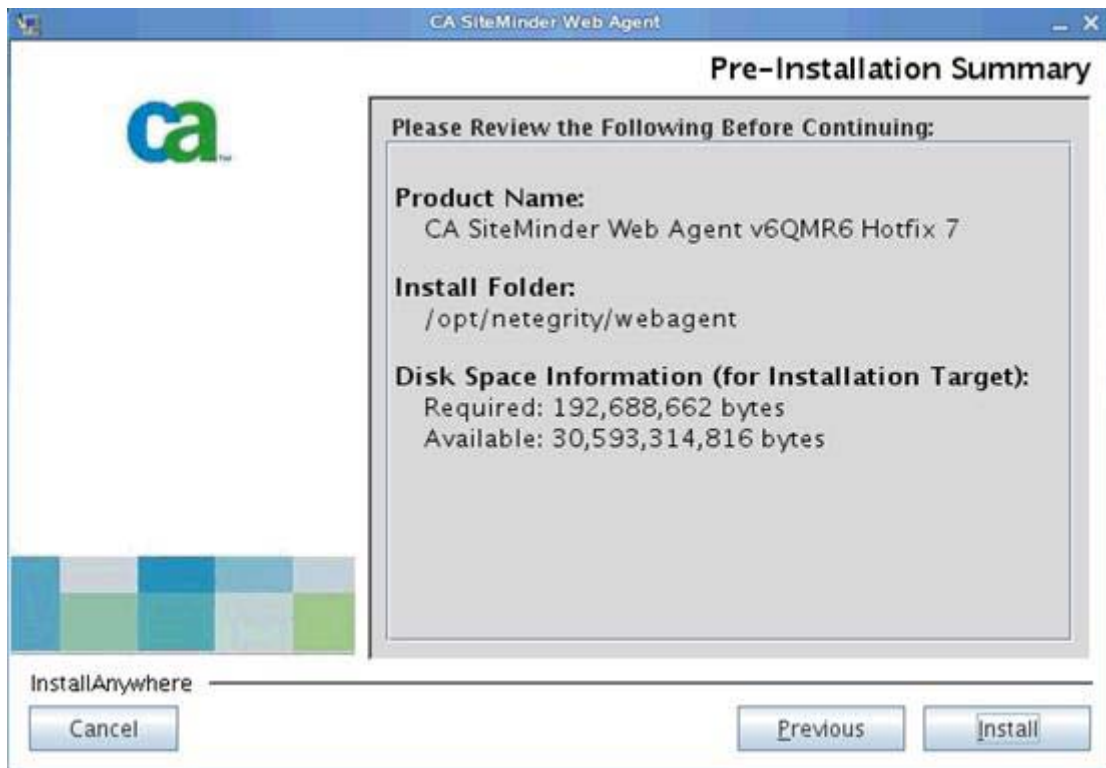 CA SiteMinder Web Agent
Pre-Installation Summary
ca™
Please Review the Following Before Continuing:
Product Name:
CA SiteMinder Web Agent v6QMR6 Hotfix 7
Install Folder:
/opt/netegrity/webagent
Disk Space Information (for Installation Target):
Required: 192,688,662 bytes
Available: 30,593,314,816 bytes
InstallAnywhere
Cancel
Previous
Install